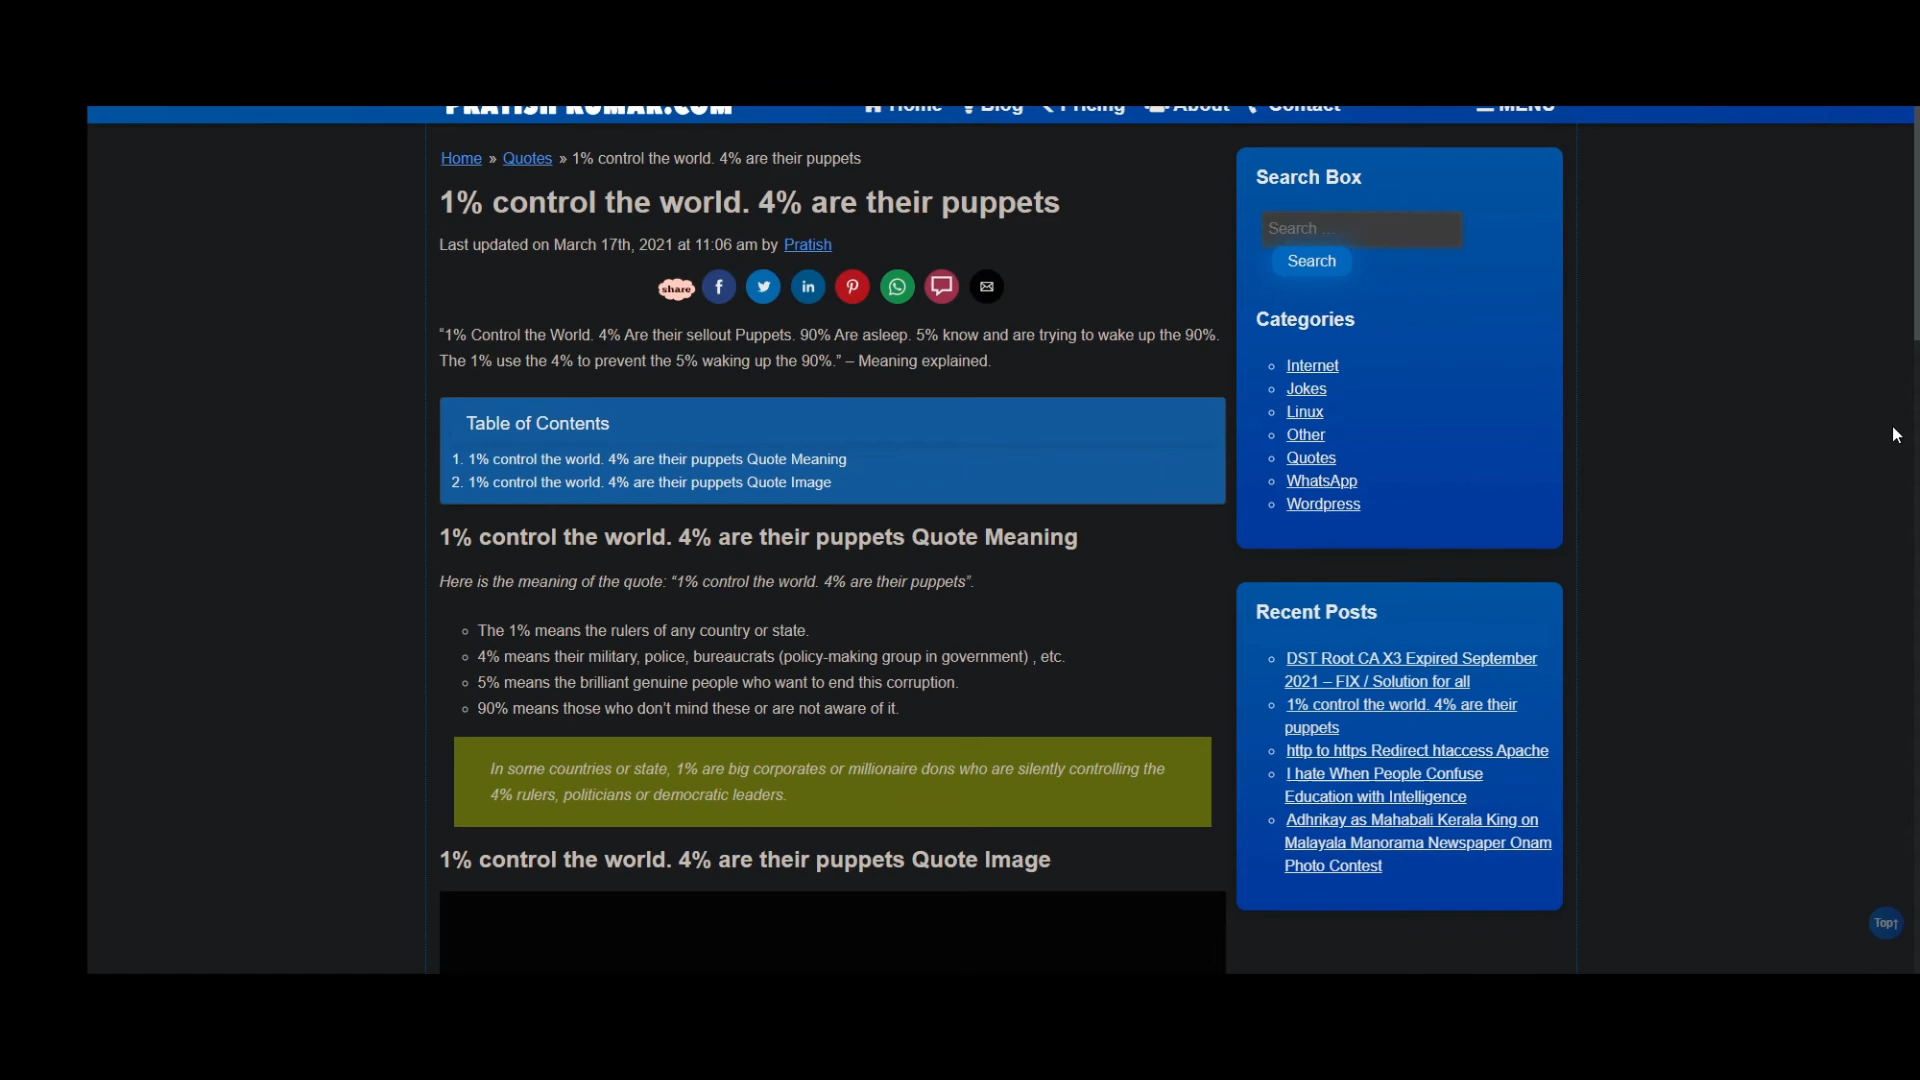 PRATISH KUMAR.COM
Home Blog Pricing About Contact MENU
Home » Quotes » 1% control the world. 4% are their puppets
1% control the world. 4% are their puppets
Last updated on March 17th, 2021 at 11:06 am by Pratish
share
“1% Control the World. 4% Are their sellout Puppets. 90% Are asleep. 5% know and are trying to wake up the 90%.
The 1% use the 4% to prevent the 5% waking up the 90%.” – Meaning explained.
Table of Contents
1. 1% control the world. 4% are their puppets Quote Meaning
2. 1% control the world. 4% are their puppets Quote Image
1% control the world. 4% are their puppets Quote Meaning
Here is the meaning of the quote: “1% control the world. 4% are their puppets”.
The 1% means the rulers of any country or state.
4% means their military, police, bureaucrats (policy-making group in government) , etc.
5% means the brilliant genuine people who want to end this corruption.
90% means those who don’t mind these or are not aware of it.
In some countries or state, 1% are big corporates or millionaire dons who are silently controlling the
4% rulers, politicians or democratic leaders.
1% control the world. 4% are their puppets Quote Image
Search Box
Search ...
Search
Categories
Internet
Jokes
Linux
Other
Quotes
WhatsApp
Wordpress
Recent Posts
DST Root CA X3 Expired September
2021 – FIX / Solution for all
1% control the world. 4% are their
puppets
http to https Redirect htaccess Apache
I hate When People Confuse
Education with Intelligence
Adhrikay as Mahabali Kerala King on
Malayala Manorama Newspaper Onam
Photo Contest
Top↑